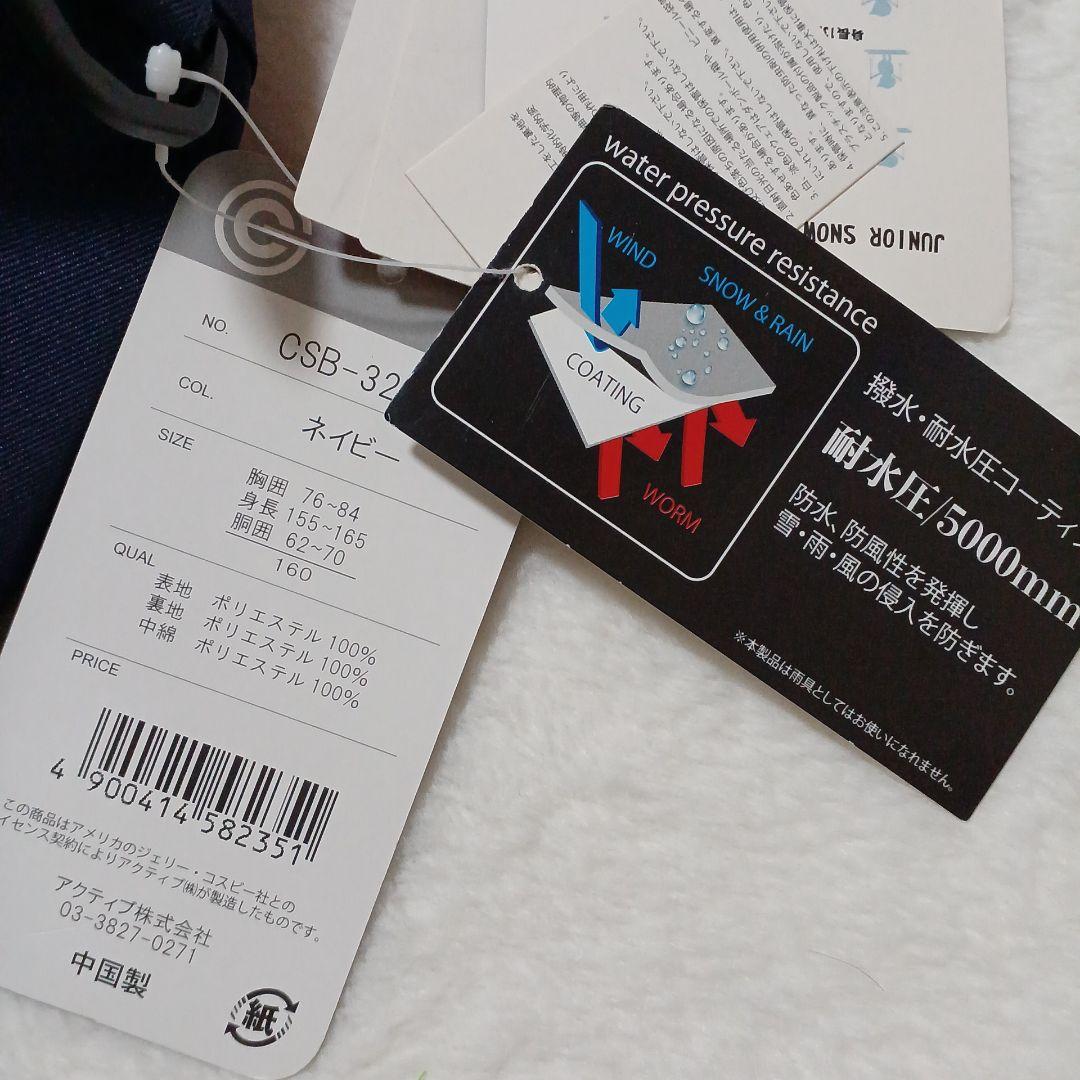 NO.
CSB-32
COL.
ネイビー
SIZE
胸囲 76~84
身長 155~165
胴囲 62~70
160
QUAL
表地 ポリエステル 100%
裏地 ポリエステル 100%
中綿 ポリエステル 100%
PRICE
4 900414 582351
この商品はアメリカのジェリー・コスビー社との
イセンス契約によりアクティブ㈱が製造したものです。
アクティブ株式会社
03-3827-0271
中国製
紙
water pressure resistance
WIND
SNOW & RAIN
COATING
WORM
撥水・耐水圧コーティン
耐水圧/5000mm
防水、防風性を発揮し
雪・雨・風の侵入を防ぎます。
※本製品は雨具としてはお使いになれません。
JUNIOR SNOW